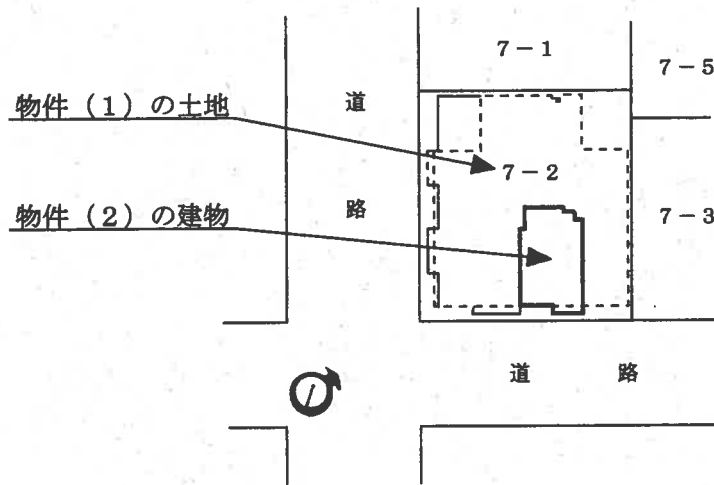 7-1
7-5
物件(1)の土地
道
7-2
物件(2)の建物
路
7-3
道 路